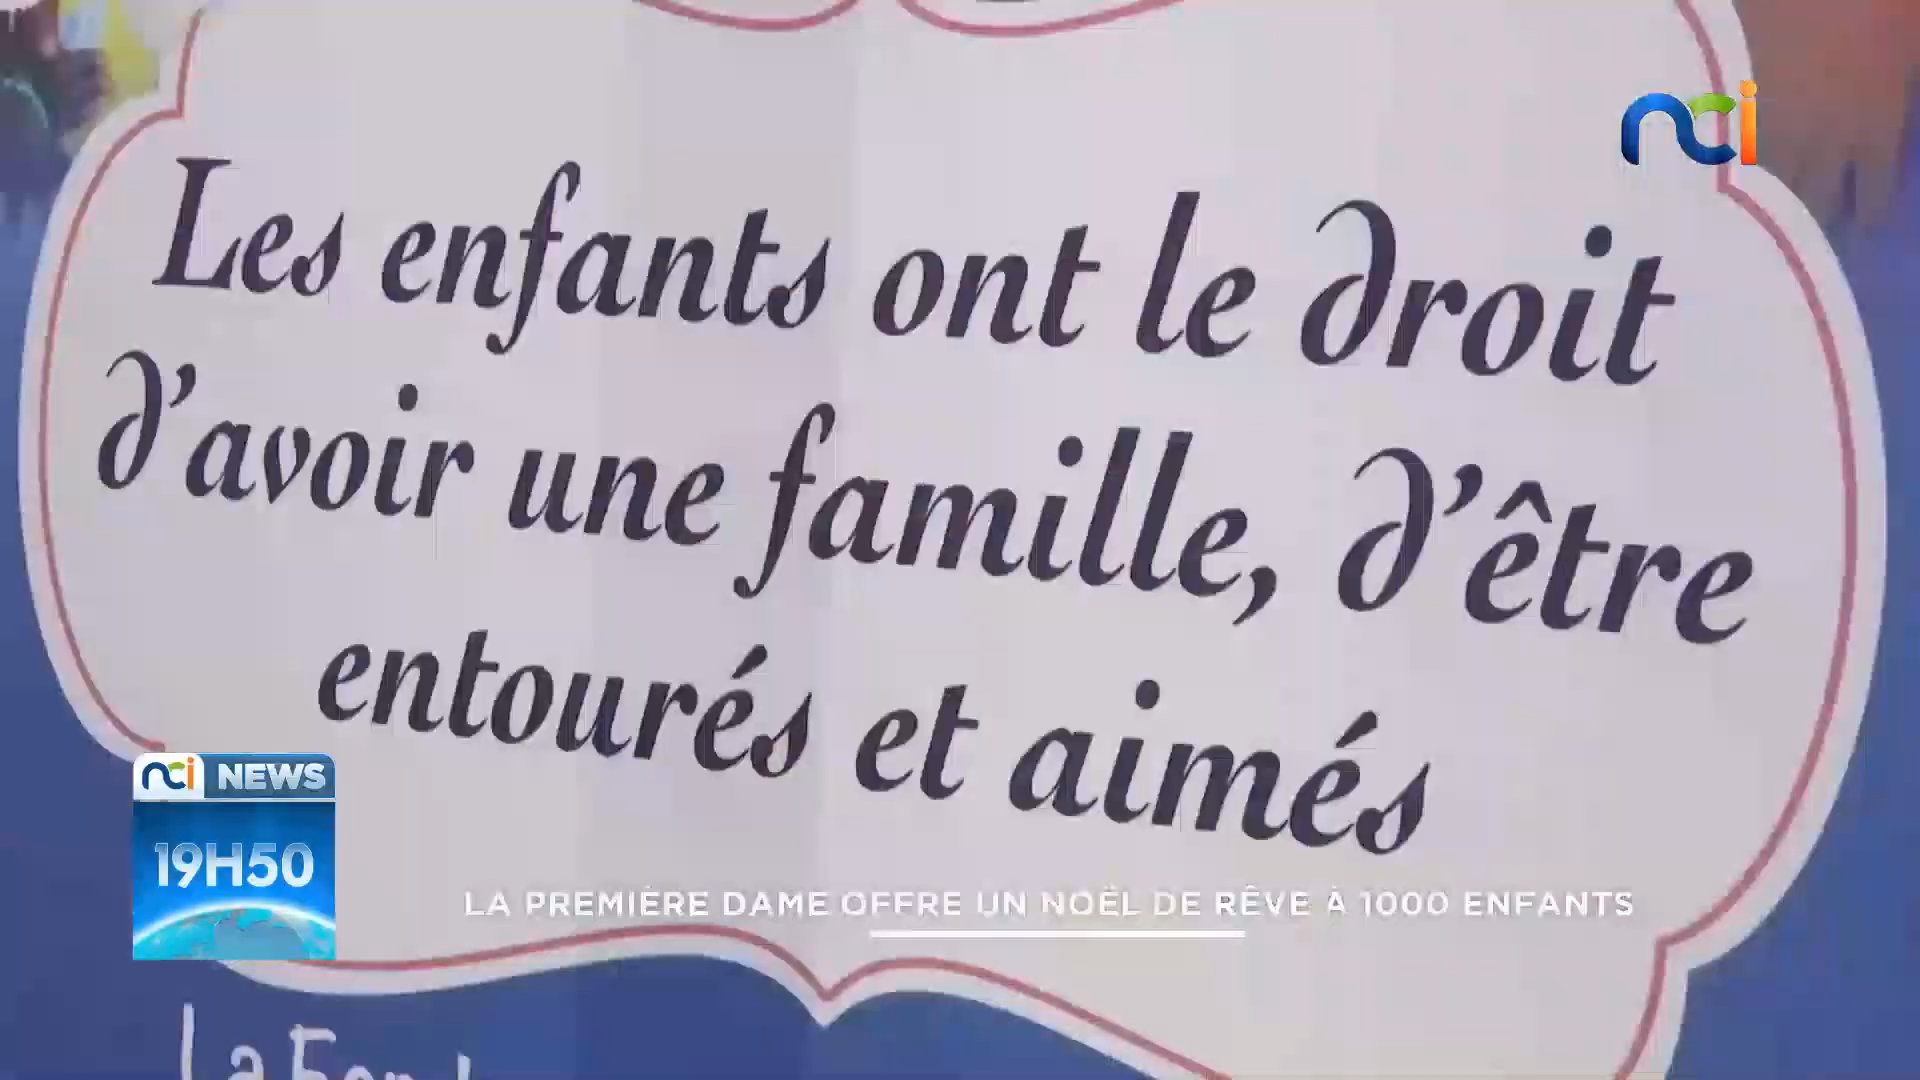 nci
Les enfants ont le droit
d'avoir une famille, d'être
entourés et aimés
nci NEWS
19H50
LA PREMIÈRE DAME OFFRE UN NOËL DE RÊVE À 1000 ENFANTS
La